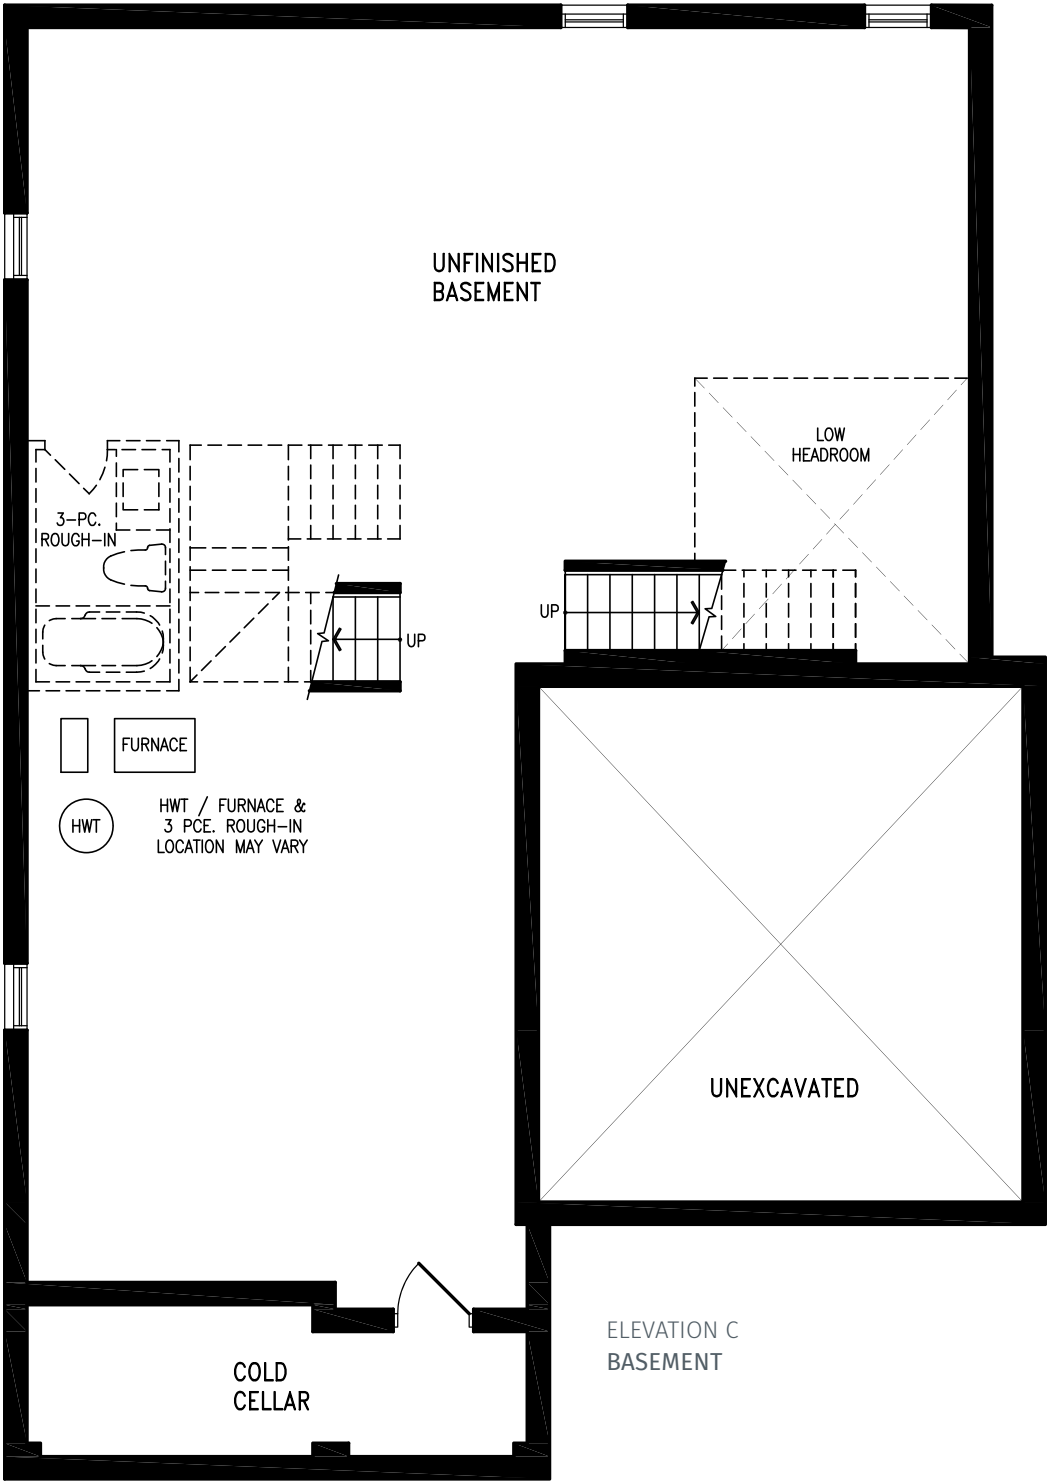 UNFINISHED
BASEMENT
LOW
HEADROOM
3-PC.
ROUGH-IN
UP
UP
FURNACE
HWT
HWT / FURNACE &
3 PCE. ROUGH-IN
LOCATION MAY VARY
UNEXCAVATED
ELEVATION C
BASEMENT
COLD
CELLAR